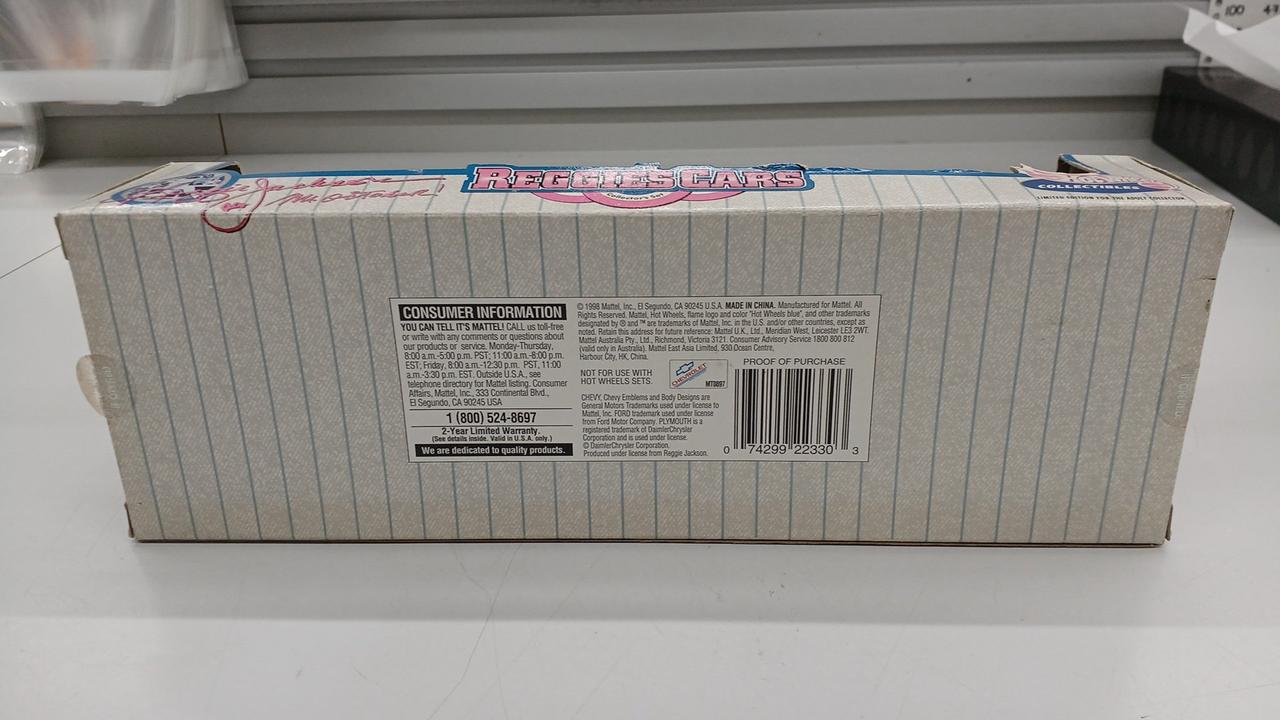 100 47
REGGIE'S CARS
Collector's Set
Reggie Jackson
Mr. October!
COLLECTIBLES
LIMITED EDITION FOR THE ADULT COLLECTOR
CONSUMER INFORMATION
YOU CAN TELL IT'S MATTEL! CALL us toll-free
or write with any comments or questions about
our products or service. Monday-Thursday,
8:00 a.m.-5:00 p.m. PST; 11:00 a.m.-8:00 p.m.
EST; Friday, 8:00 a.m.-12:30 p.m. PST, 11:00
a.m.-3:30 p.m. EST. Outside U.S.A., see
telephone directory for Mattel listing. Consumer
Affairs, Mattel, Inc., 333 Continental Blvd.,
El Segundo, CA 90245 USA
1 (800) 524-8697
2-Year Limited Warranty.
(See details inside. Valid in U.S.A. only.)
We are dedicated to quality products.
© 1998 Mattel, Inc., El Segundo, CA 90245 U.S.A. MADE IN CHINA. Manufactured for Mattel. All
Rights Reserved. Mattel, Hot Wheels, flame logo and color "Hot Wheels blue", and other trademarks
designated by ® and ™ are trademarks of Mattel, Inc. in the U.S. and/or other countries, except as
noted. Retain this address for future reference: Mattel U.K., Ltd., Meridian West, Leicester LE3 2WT.
Mattel Australia Pty., Ltd., Richmond, Victoria 3121. Consumer Advisory Service 1800 800 812
(valid only in Australia). Mattel East Asia Limited, 930 Ocean Centre,
Harbour City, HK, China.
NOT FOR USE WITH
HOT WHEELS SETS.
CHEVROLET
MT0897
CHEVY, Chevy Emblems and Body Designs are
General Motors Trademarks used under license to
Mattel, Inc. FORD trademark used under license
from Ford Motor Company. PLYMOUTH is a
registered trademark of DaimlerChrysler
Corporation and is used under license.
© DaimlerChrysler Corporation.
Produced under license from Reggie Jackson.
PROOF OF PURCHASE
0 74299 22330 3